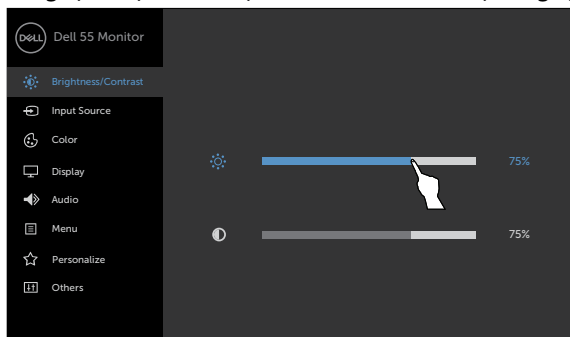 DELL Dell 55 Monitor
Brightness/Contrast
Input Source
Color
Display
75%
Audio
Menu
75%
Personalize
Others